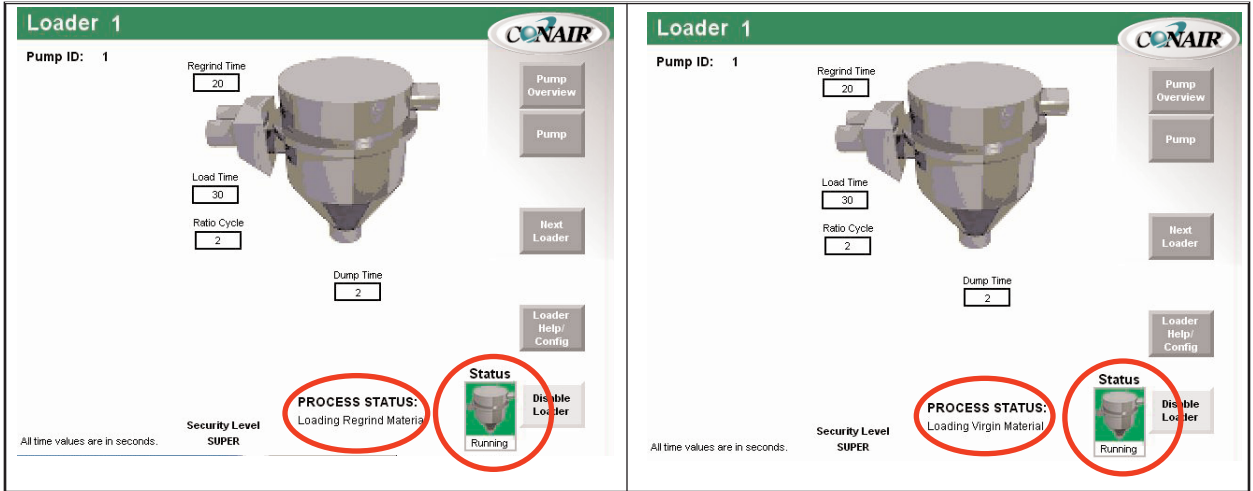 Loader 1
CONAIR
Pump ID: 1
Regrind Time
20
Pump
Overview
Pump
Load Time
30
Ratio Cycle
2
Next
Loader
Dump Time
2
Loader
Help/
Config
Status
PROCESS STATUS:
Loading Regrind Material
Disable
Loader
Running
Security Level
SUPER
All time values are in seconds.
Loader 1
CONAIR
Pump ID: 1
Regrind Time
20
Pump
Overview
Pump
Load Time
30
Ratio Cycle
2
Next
Loader
Dump Time
2
Loader
Help/
Config
Status
PROCESS STATUS:
Loading Virgin Material
Disable
Loader
Running
Security Level
SUPER
All time values are in seconds.